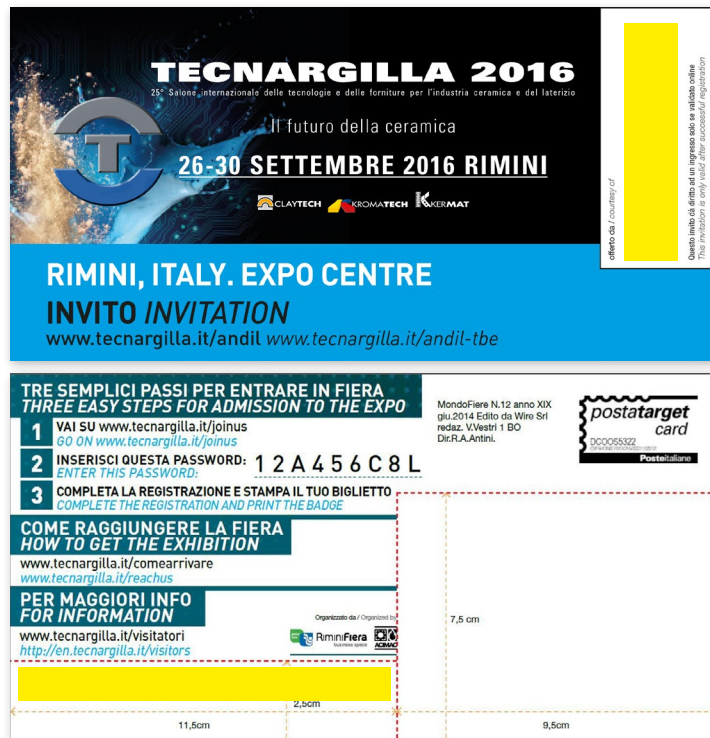 TECNARGILLA 2016
25° Salone internazionale delle tecnologie e delle forniture per l'industria ceramica e del laterizio
Il futuro della ceramica
26-30 SETTEMBRE 2016 RIMINI
CLAYTECH KROMATECH KERMAT
T
offerto da / courtesy of
Questo invito dà diritto ad un ingresso solo se validato online
This invitation is only valid after successful registration
RIMINI, ITALY. EXPO CENTRE
INVITO INVITATION
www.tecnargilla.it/andil www.tecnargilla.it/andil-tbe
TRE SEMPLICI PASSI PER ENTRARE IN FIERA
THREE EASY STEPS FOR ADMISSION TO THE EXPO
1 VAI SU www.tecnargilla.it/joinus
GO ON www.tecnargilla.it/joinus
2 INSERISCI QUESTA PASSWORD: 12A456C8L
ENTER THIS PASSWORD:
3 COMPLETA LA REGISTRAZIONE E STAMPA IL TUO BIGLIETTO
COMPLETE THE REGISTRATION AND PRINT THE BADGE
MondoFiere N.12 anno XIX
giu.2014 Edito da Wire Srl
redaz. V.Vestri 1 BO
Dir.R.A.Antini.
postatarget
card
DCOOS5322
Posteitaliane
COME RAGGIUNGERE LA FIERA
HOW TO GET THE EXHIBITION
www.tecnargilla.it/comearrivare
www.tecnargilla.it/reachus
PER MAGGIORI INFO
FOR INFORMATION
www.tecnargilla.it/visitatori
http://en.tecnargilla.it/visitors
Organizzato da / Organized by
RiminiFiera
business space
ACIMAC
7,5 cm
2,5cm
11,5cm
9,5cm